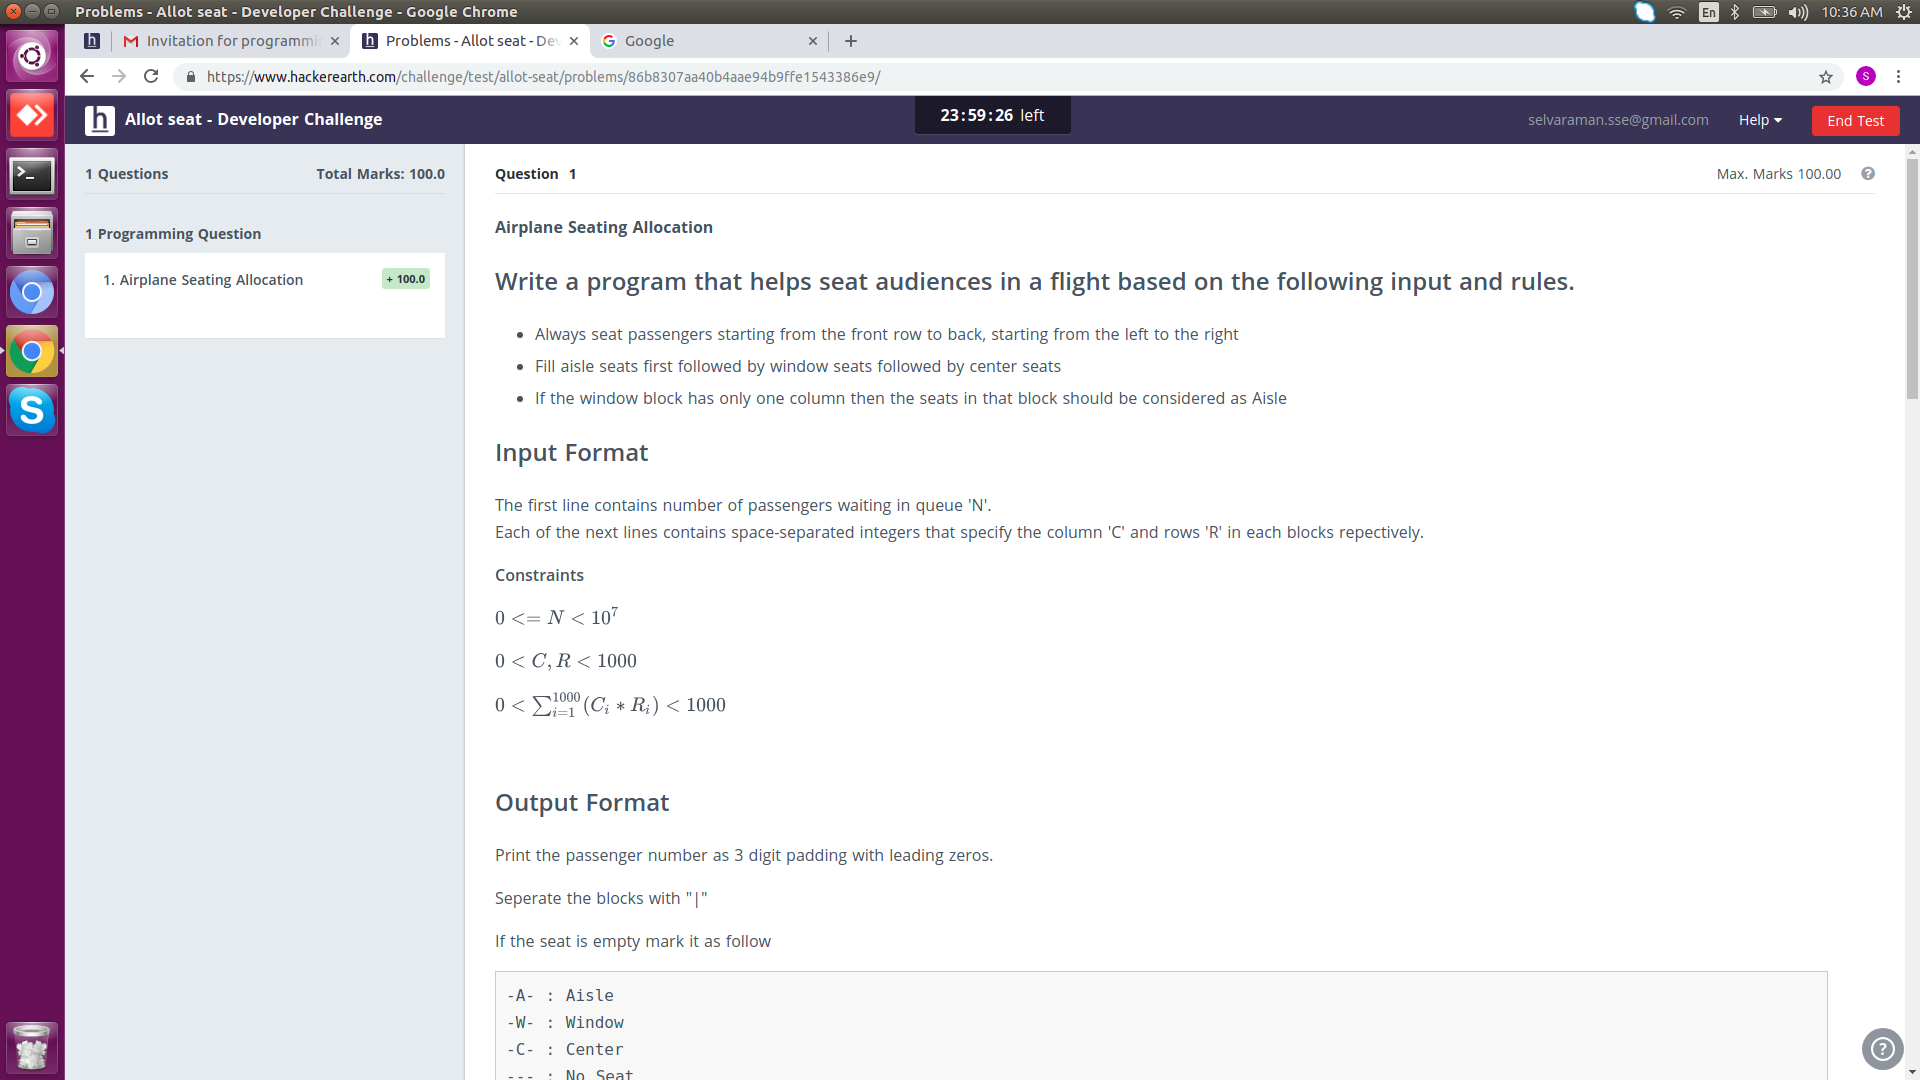 Problems - Allot seat - Developer Challenge - Google Chrome
En
10:36 AM
Invitation for programmi
Problems - Allot seat - De
Google
https://www.hackerearth.com/challenge/test/allot-seat/problems/86b8307aa40b4aae94b9ffe1543386e9/
S
h Allot seat - Developer Challenge
23:59:26 left
selvaraman.sse@gmail.com
Help
End Test
1 Questions
Total Marks: 100.0
1 Programming Question
1. Airplane Seating Allocation
+ 100.0
Question 1
Max. Marks 100.00
Airplane Seating Allocation
Write a program that helps seat audiences in a flight based on the following input and rules.
• Always seat passengers starting from the front row to back, starting from the left to the right
• Fill aisle seats first followed by window seats followed by center seats
• If the window block has only one column then the seats in that block should be considered as Aisle
Input Format
The first line contains number of passengers waiting in queue 'N'.
Each of the next lines contains space-separated integers that specify the column 'C' and rows 'R' in each blocks repectively.
Constraints
0 <= N < 10^7
0 < C, R < 1000
0 < ∑_{i=1}^{1000}(C_i * R_i) < 1000
Output Format
Print the passenger number as 3 digit padding with leading zeros.
Seperate the blocks with "|"
If the seat is empty mark it as follow
-A- : Aisle
-W- : Window
-C- : Center
--- : No Seat